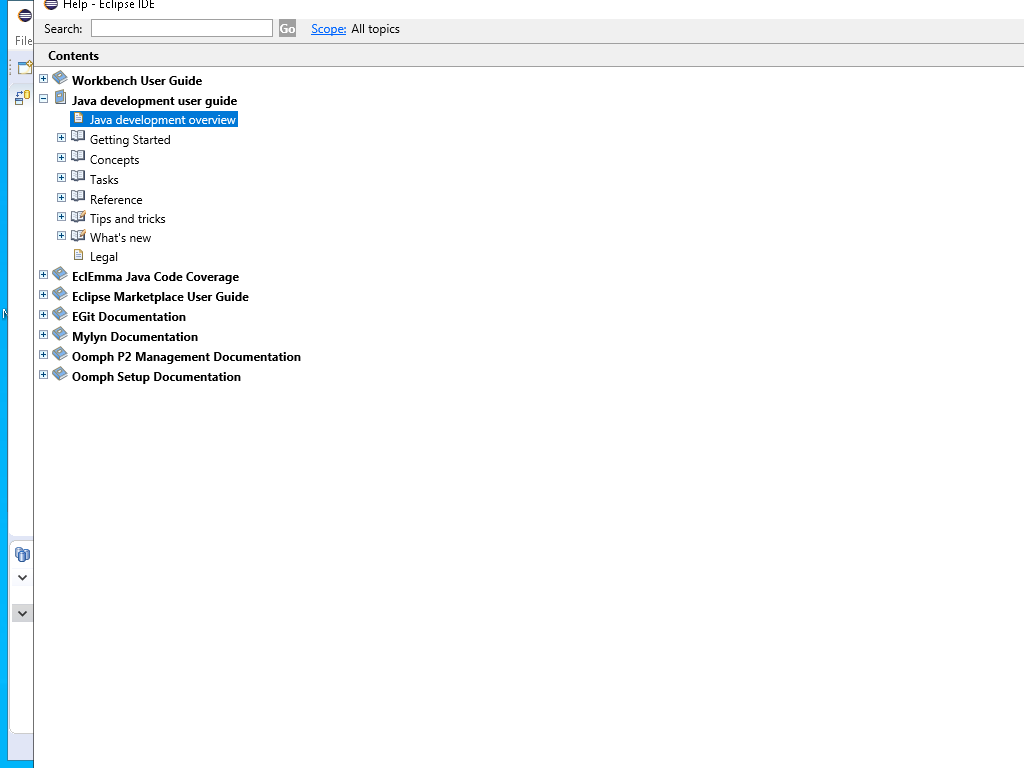 Help - Eclipse IDE
Search: Go Scope: All topics
File
Contents
Workbench User Guide
Java development user guide
Java development overview
Getting Started
Concepts
Tasks
Reference
Tips and tricks
What's new
Legal
EclEmma Java Code Coverage
Eclipse Marketplace User Guide
EGit Documentation
Mylyn Documentation
Oomph P2 Management Documentation
Oomph Setup Documentation